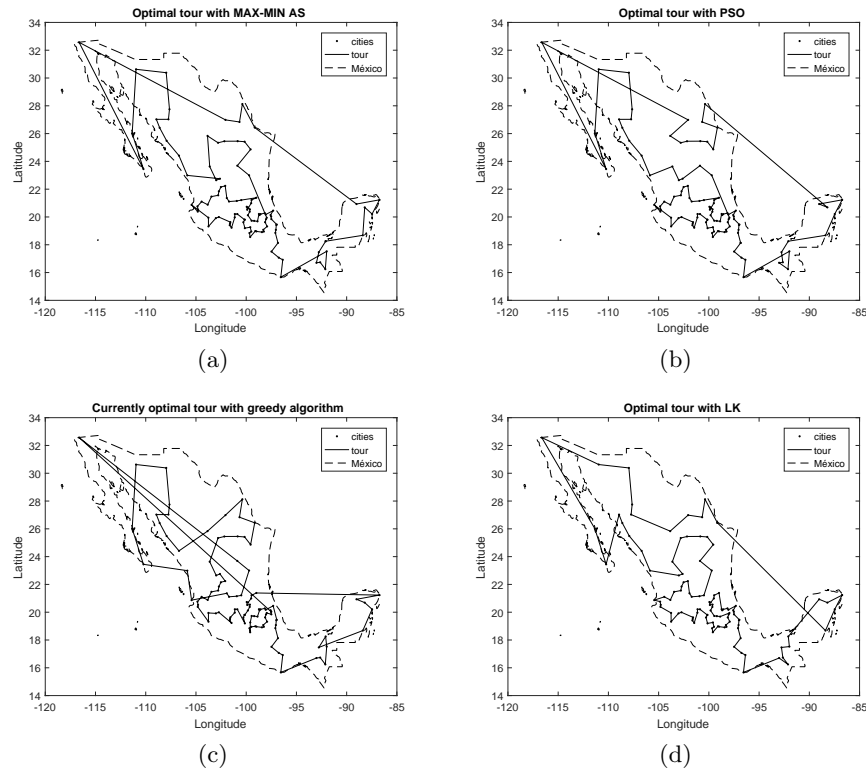 Optimal tour with MAX-MIN AS
34
32
30
28
26
24
22
20
18
16
14
Latitude
-120 -115 -110 -105 -100 -95 -90 -85
Longitude
cities
tour
México
(a)
Optimal tour with PSO
34
32
30
28
26
24
22
20
18
16
14
Latitude
-120 -115 -110 -105 -100 -95 -90 -85
Longitude
cities
tour
México
(b)
Currently optimal tour with greedy algorithm
34
32
30
28
26
24
22
20
18
16
14
Latitude
-120 -115 -110 -105 -100 -95 -90 -85
Longitude
cities
tour
México
(c)
Optimal tour with LK
34
32
30
28
26
24
22
20
18
16
14
Latitude
-120 -115 -110 -105 -100 -95 -90 -85
Longitude
cities
tour
México
(d)